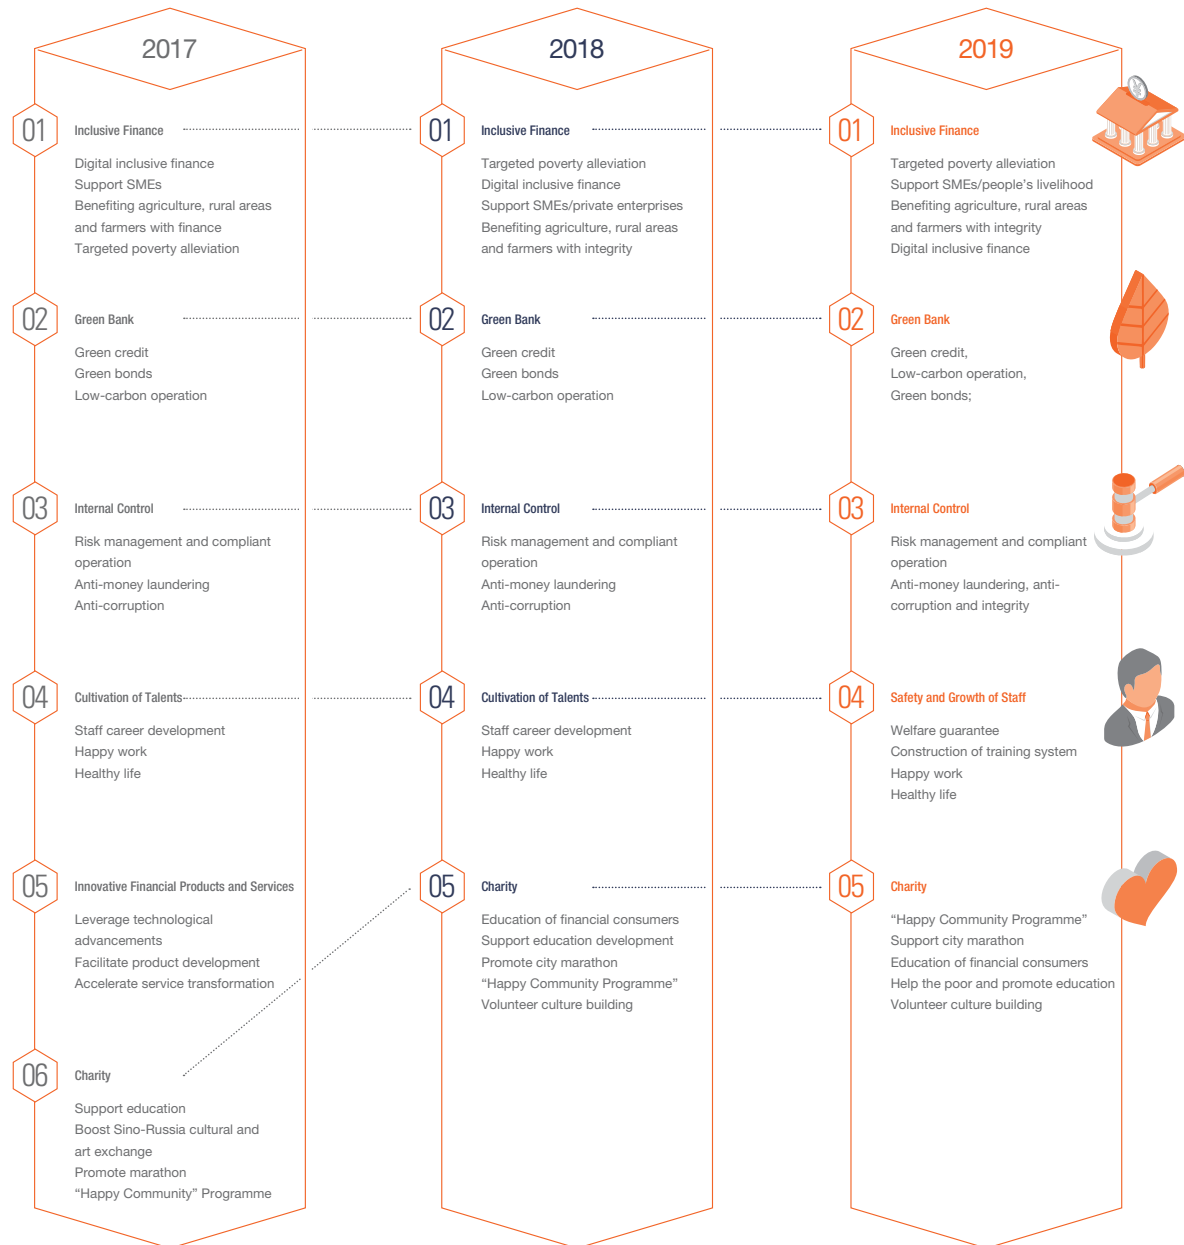 2017
01
Inclusive Finance
Digital inclusive finance
Support SMEs
Benefiting agriculture, rural areas
and farmers with finance
Targeted poverty alleviation
02
Green Bank
Green credit
Green bonds
Low-carbon operation
03
Internal Control
Risk management and compliant
operation
Anti-money laundering
Anti-corruption
04
Cultivation of Talents
Staff career development
Happy work
Healthy life
05
Innovative Financial Products and Services
Leverage technological
advancements
Facilitate product development
Accelerate service transformation
06
Charity
Support education
Boost Sino-Russia cultural and
art exchange
Promote marathon
“Happy Community” Programme
2018
01
Inclusive Finance
Targeted poverty alleviation
Digital inclusive finance
Support SMEs/private enterprises
Benefiting agriculture, rural areas
and farmers with integrity
02
Green Bank
Green credit
Green bonds
Low-carbon operation
03
Internal Control
Risk management and compliant
operation
Anti-money laundering
Anti-corruption
04
Cultivation of Talents
Staff career development
Happy work
Healthy life
05
Charity
Education of financial consumers
Support education development
Promote city marathon
“Happy Community Programme”
Volunteer culture building
2019
01
Inclusive Finance
Targeted poverty alleviation
Support SMEs/people’s livelihood
Benefiting agriculture, rural areas
and farmers with integrity
Digital inclusive finance
02
Green Bank
Green credit,
Low-carbon operation,
Green bonds;
03
Internal Control
Risk management and compliant
operation
Anti-money laundering, anti-
corruption and integrity
04
Safety and Growth of Staff
Welfare guarantee
Construction of training system
Happy work
Healthy life
05
Charity
“Happy Community Programme”
Support city marathon
Education of financial consumers
Help the poor and promote education
Volunteer culture building